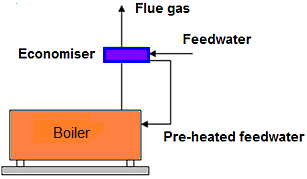 Flue gas
Feedwater
Economiser
Boiler
Pre-heated feedwater